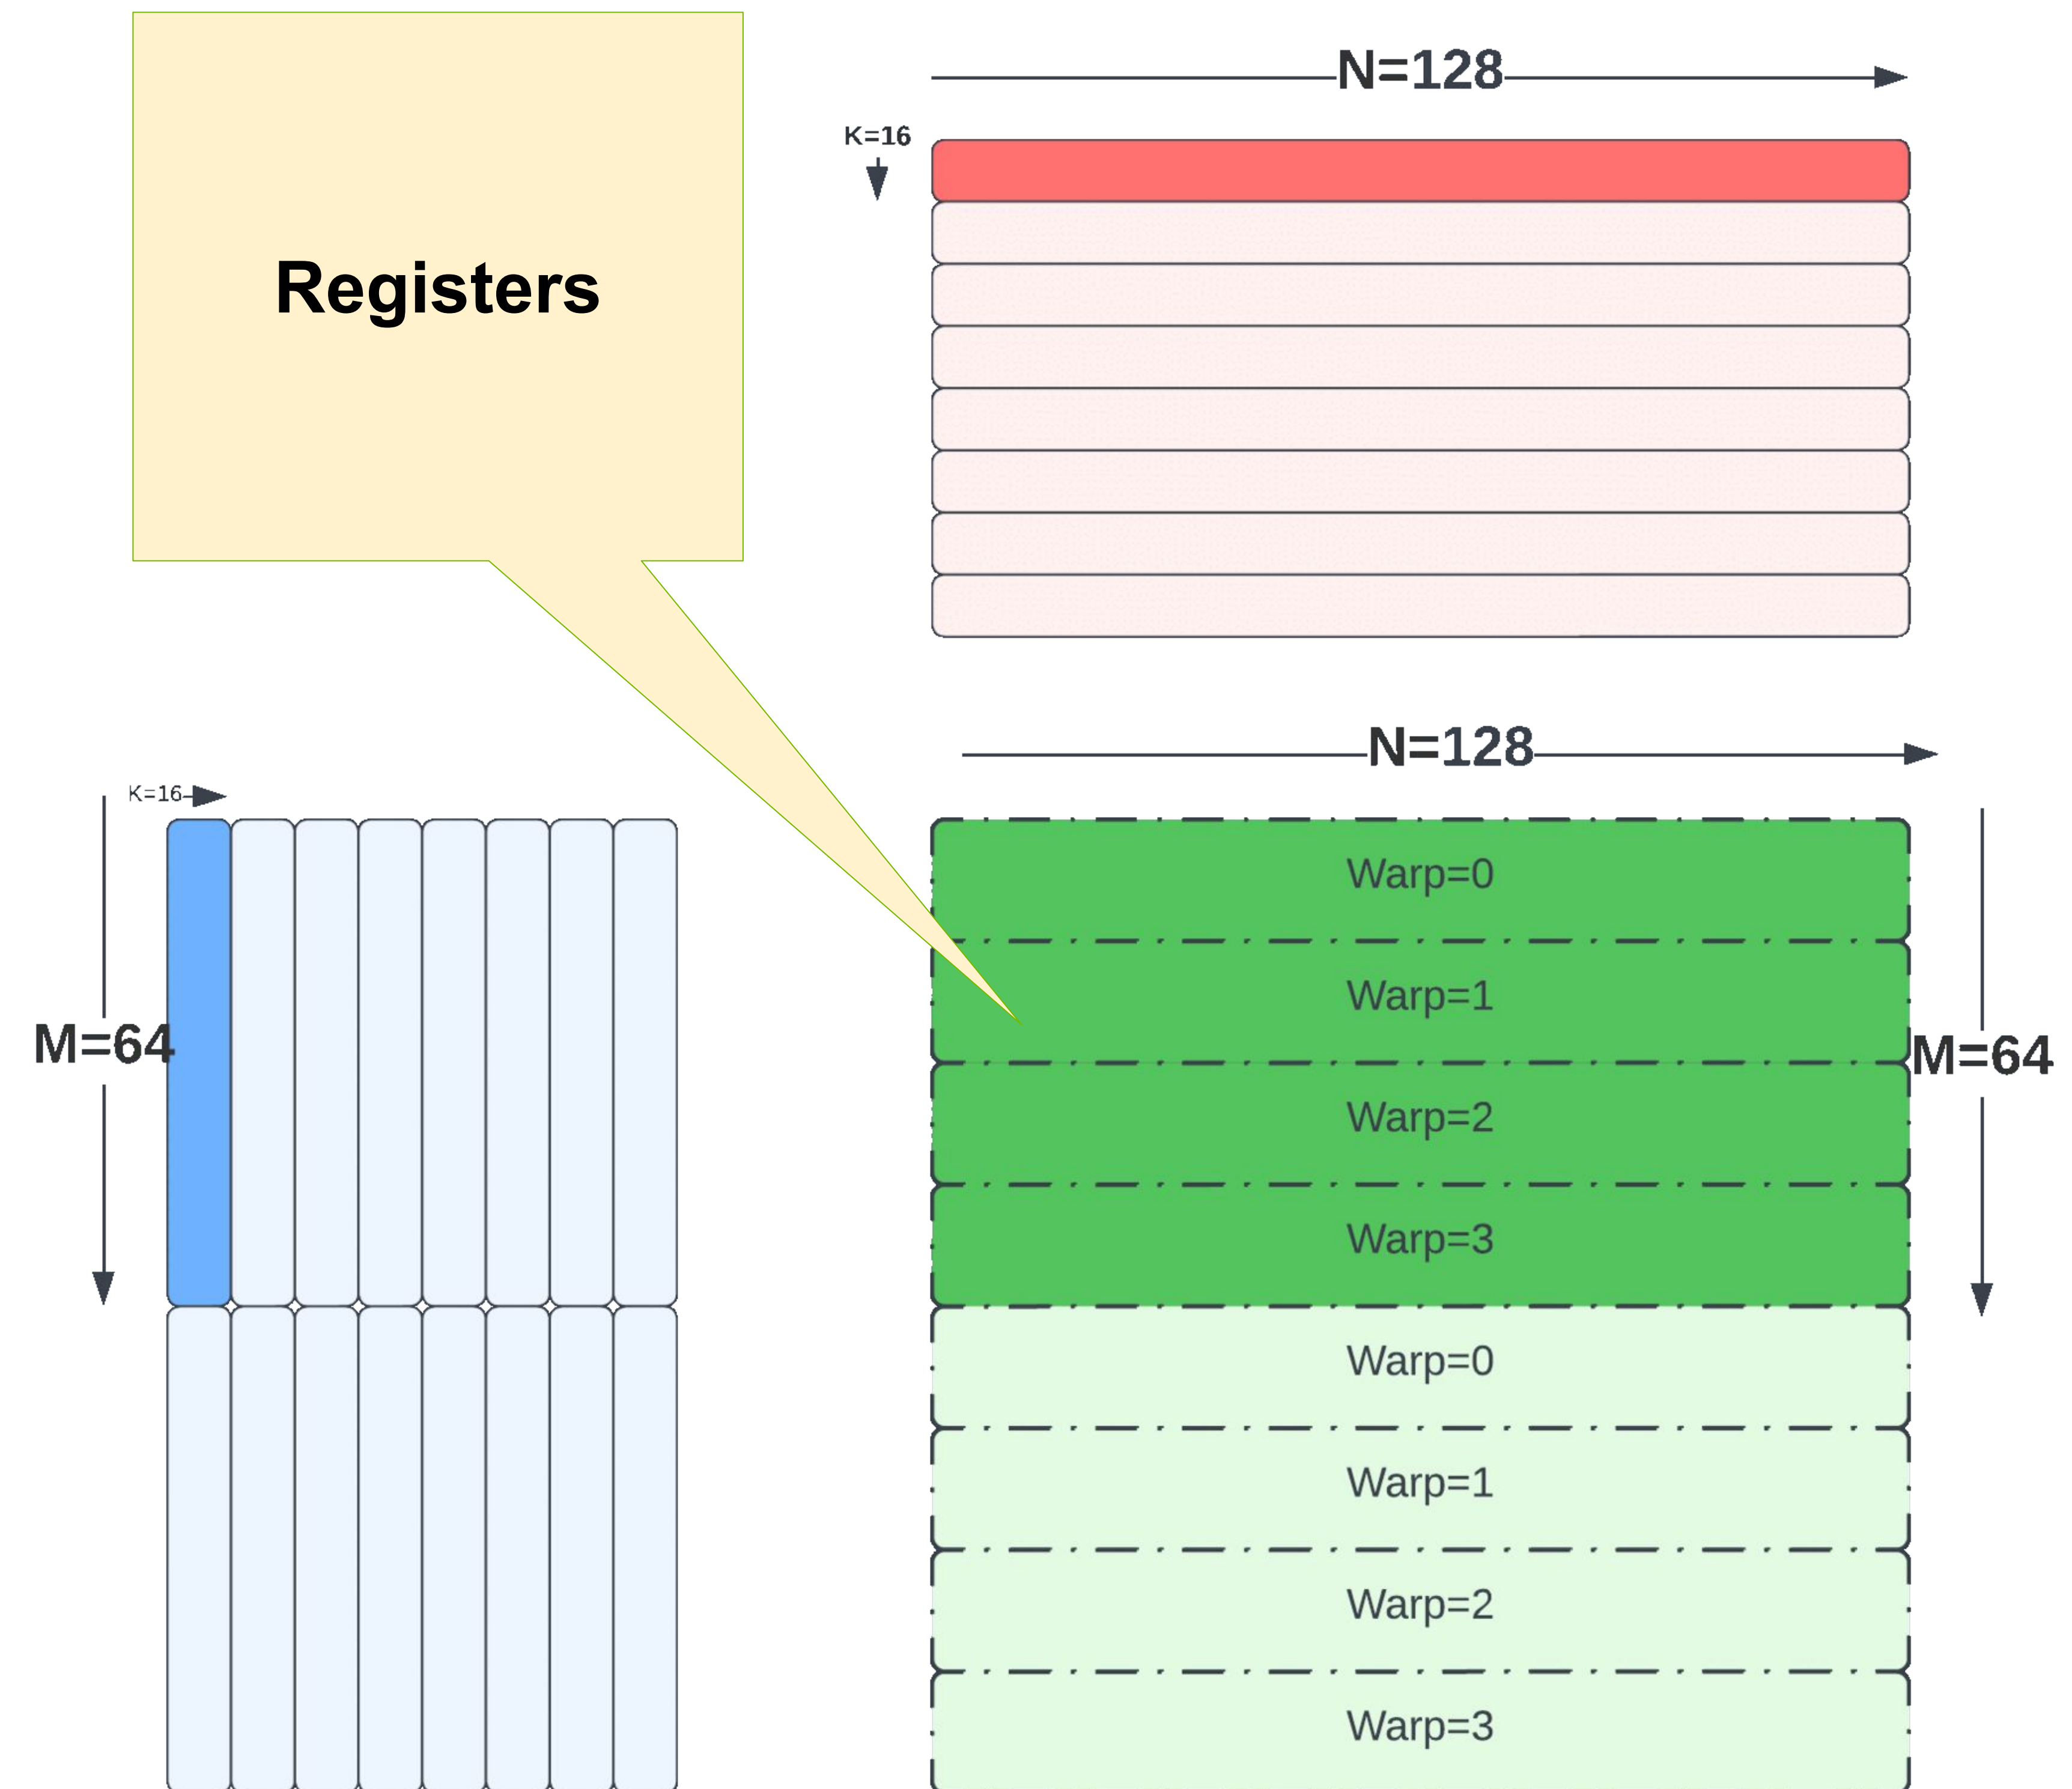 N=128
K=16
Registers
N=128
K=16
Warp=0
Warp=1
M=64
M=64
Warp=2
Warp=3
Warp=0
Warp=1
Warp=2
Warp=3